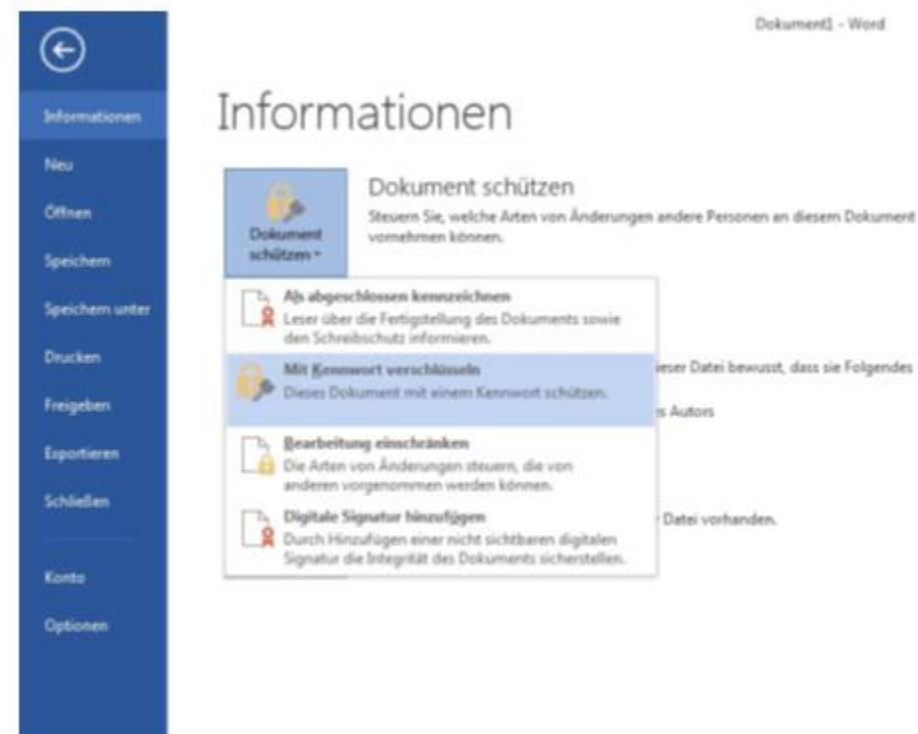 Dokument1 - Word
Informationen
Neu
Öffnen
Speichern
Speichern unter
Drucken
Freigeben
Exportieren
Schließen
Konto
Optionen
Informationen
Dokument schützen
Dokument schützen
Steuern Sie, welche Arten von Änderungen andere Personen an diesem Dokument
vornehmen können.
Als abgeschlossen kennzeichnen
Leser über die Fertigstellung des Dokuments sowie
den Schreibschutz informieren.
Mit Kennwort verschlüsseln
Dieses Dokument mit einem Kennwort schützen.
ieser Datei bewusst, dass sie Folgendes
s Autors
Bearbeitung einschränken
Die Arten von Änderungen steuern, die von
anderen vorgenommen werden können.
Digitale Signatur hinzufügen
Durch Hinzufügen einer nicht sichtbaren digitalen
Signatur die Integrität des Dokuments sicherstellen.
Datei vorhanden.